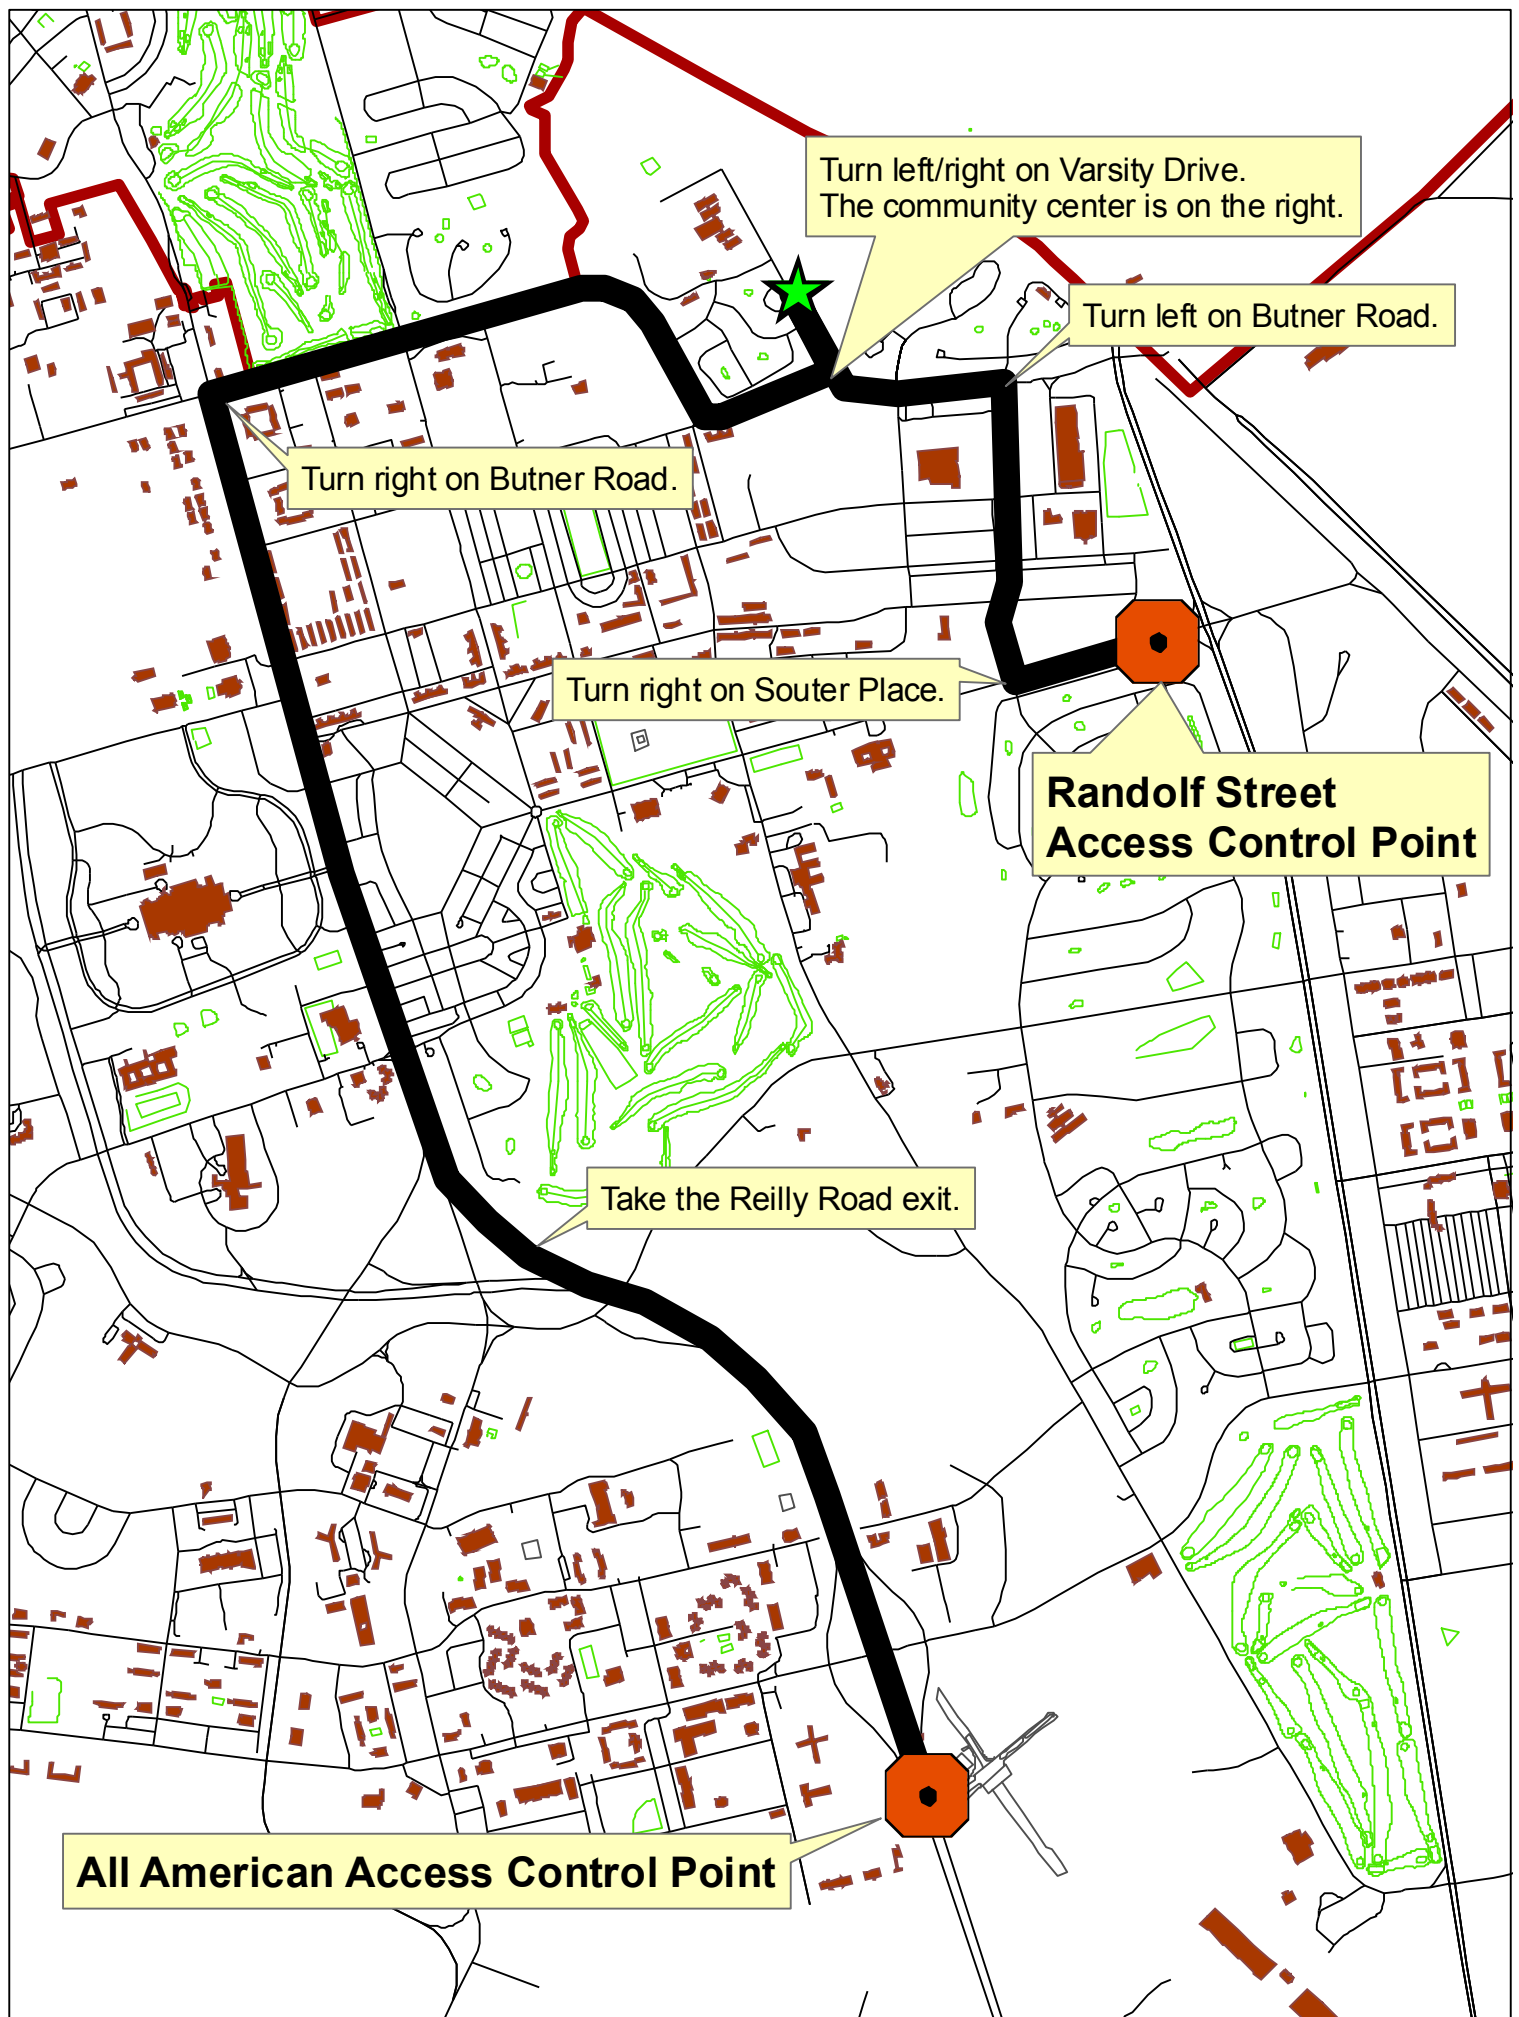 Turn left/right on Varsity Drive.
The community center is on the right.
Turn left on Butner Road.
Turn right on Butner Road.
Turn right on Souter Place.
Randolf Street
Access Control Point
Take the Reilly Road exit.
All American Access Control Point